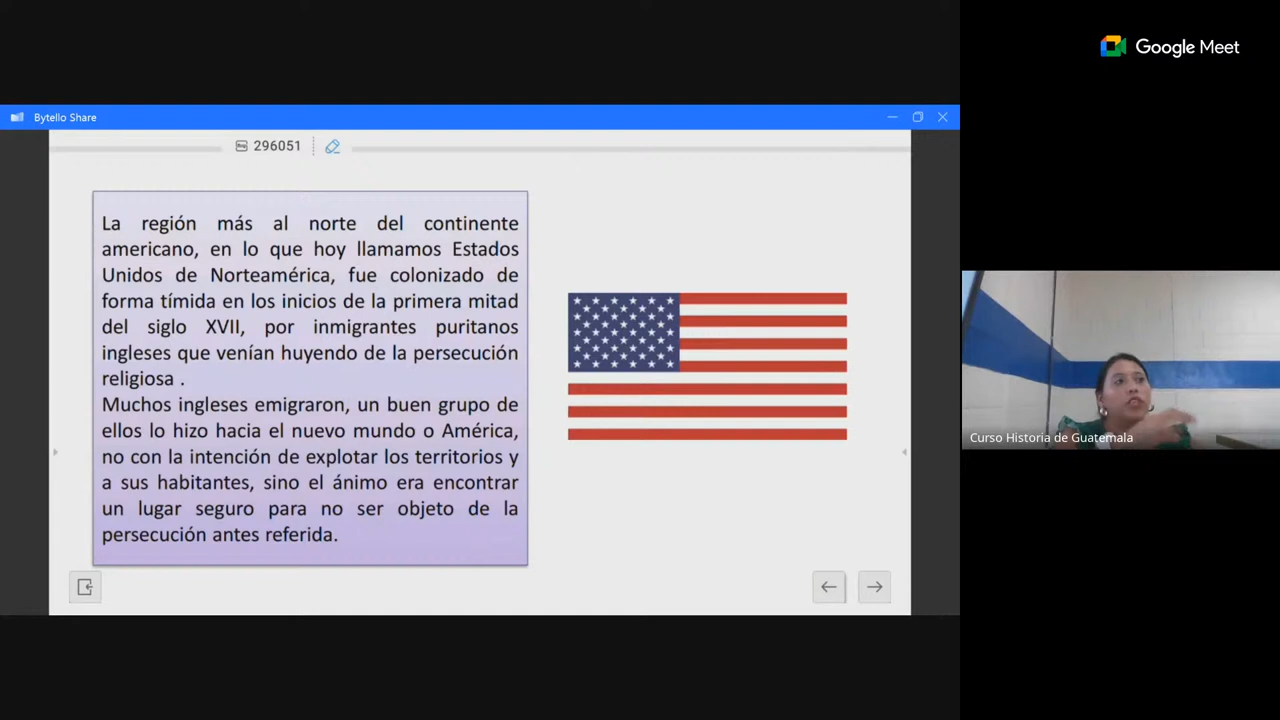 Google Meet
Bytello Share
296051
La región más al norte del continente
americano, en lo que hoy llamamos Estados
Unidos de Norteamérica, fue colonizado de
forma tímida en los inicios de la primera mitad
del siglo XVII, por inmigrantes puritanos
ingleses que venían huyendo de la persecución
religiosa .
Muchos ingleses emigraron, un buen grupo de
ellos lo hizo hacia el nuevo mundo o América,
no con la intención de explotar los territorios y
a sus habitantes, sino el ánimo era encontrar
un lugar seguro para no ser objeto de la
persecución antes referida.
Curso Historia de Guatemala